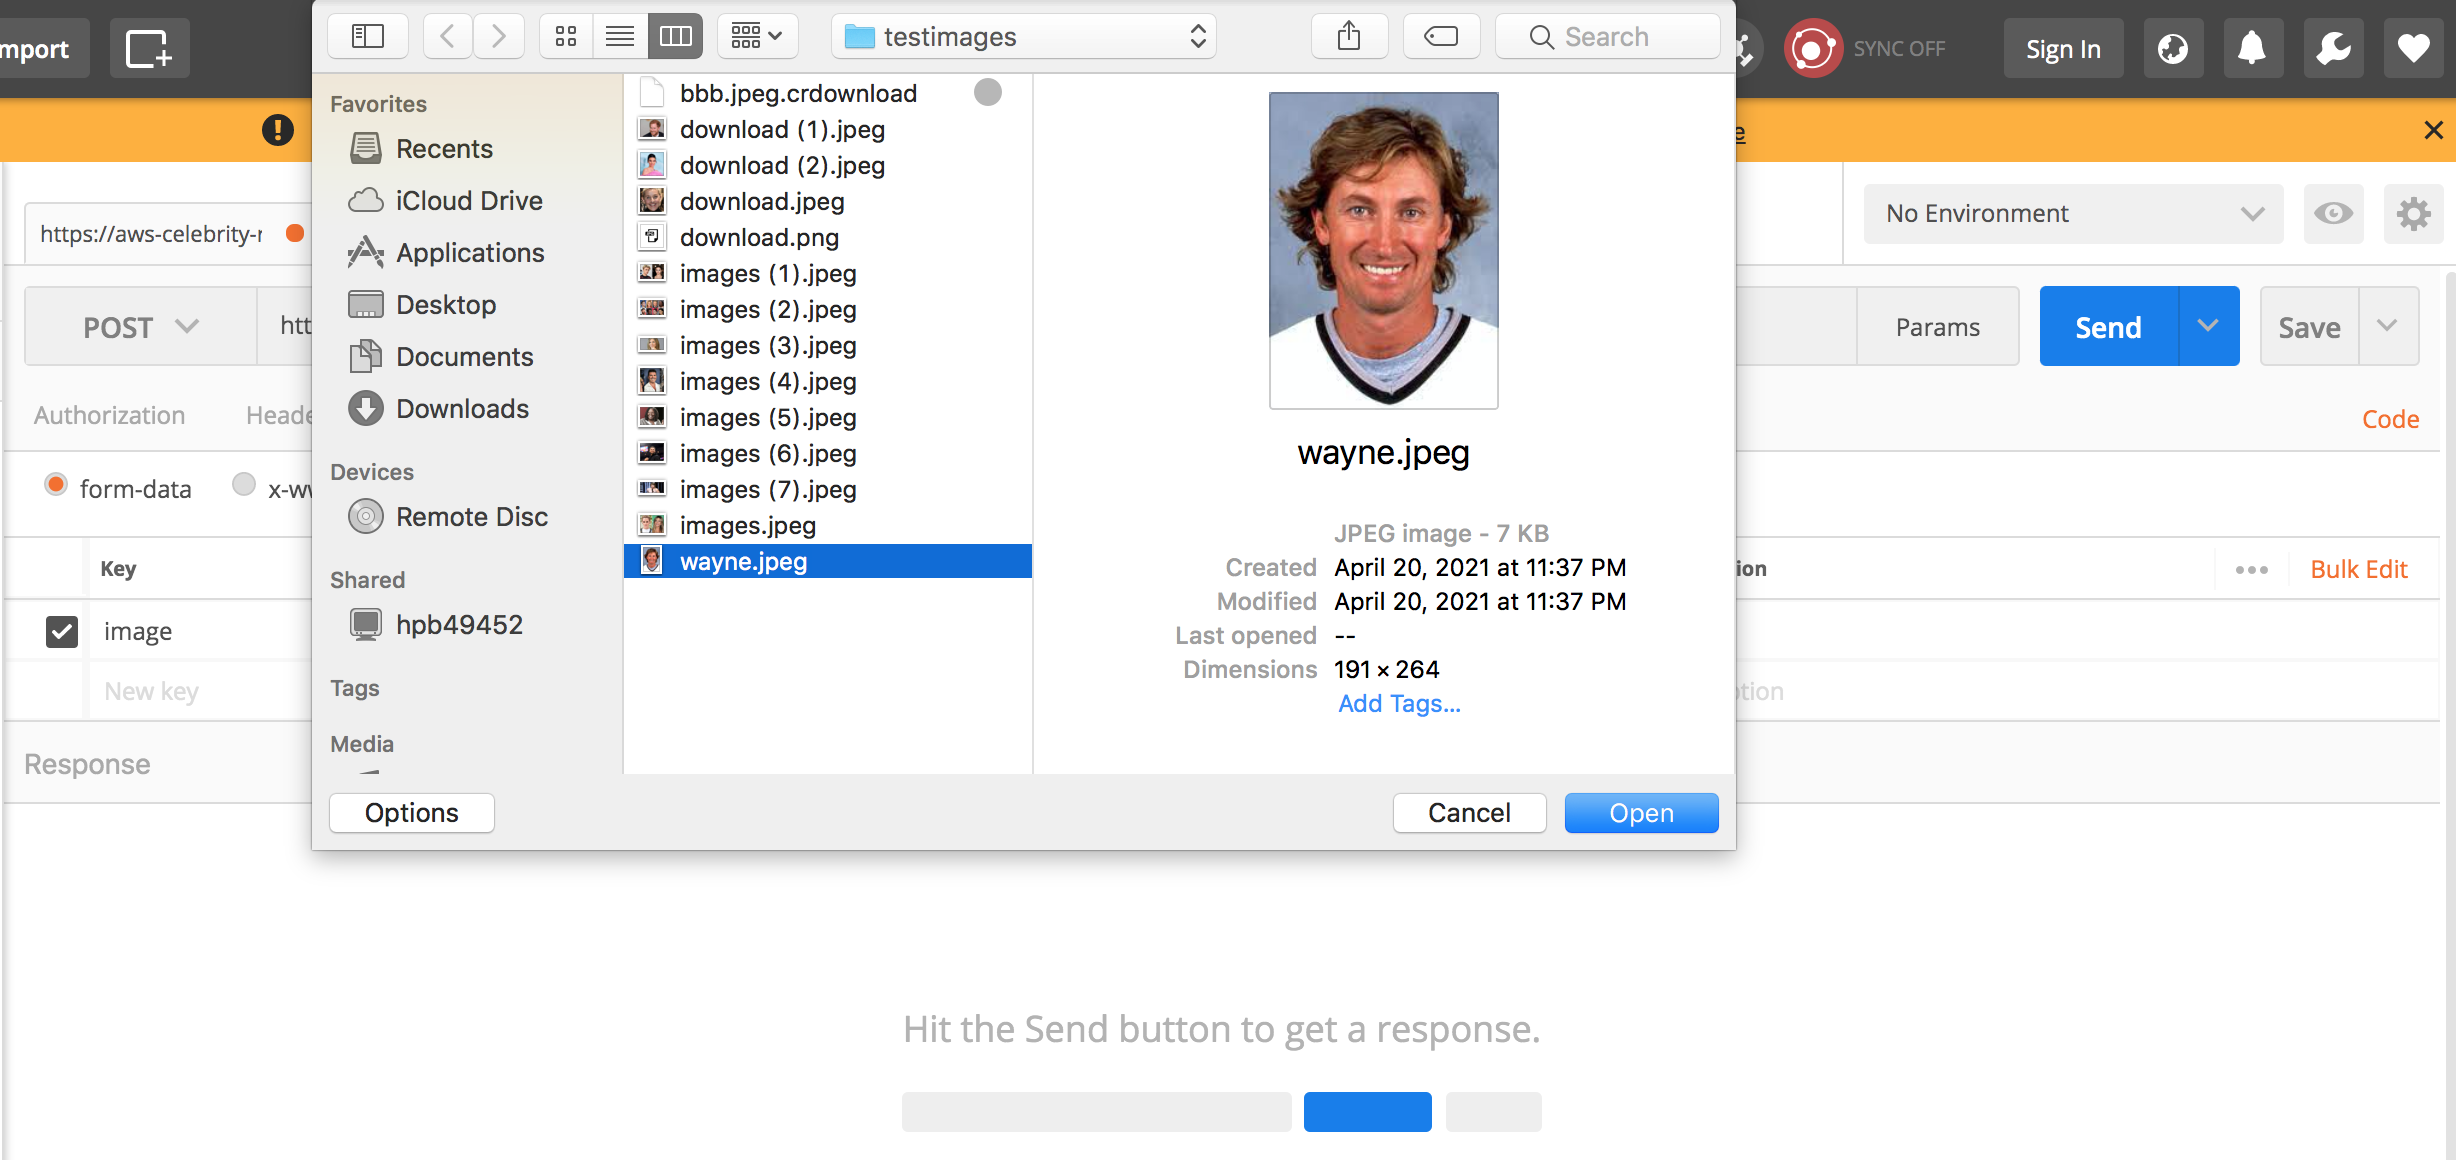 mport
testimages
Search
SYNC OFF
Sign In
Favorites
Recents
iCloud Drive
Applications
Desktop
Documents
Downloads
Devices
Remote Disc
Shared
hpb49452
Tags
Media
bbb.jpeg.crdownload
download (1).jpeg
download (2).jpeg
download.jpeg
download.png
images (1).jpeg
images (2).jpeg
images (3).jpeg
images (4).jpeg
images (5).jpeg
images (6).jpeg
images (7).jpeg
images.jpeg
wayne.jpeg
wayne.jpeg
JPEG image - 7 KB
Created April 20, 2021 at 11:37 PM
Modified April 20, 2021 at 11:37 PM
Last opened --
Dimensions 191 × 264
Add Tags...
Options
Cancel
Open
e
https://aws-celebrity-r
No Environment
POST
htt
Params
Send
Save
Authorization
Heade
Code
form-data
x-w
Key
ion
Bulk Edit
image
New key
tion
Response
Hit the Send button to get a response.